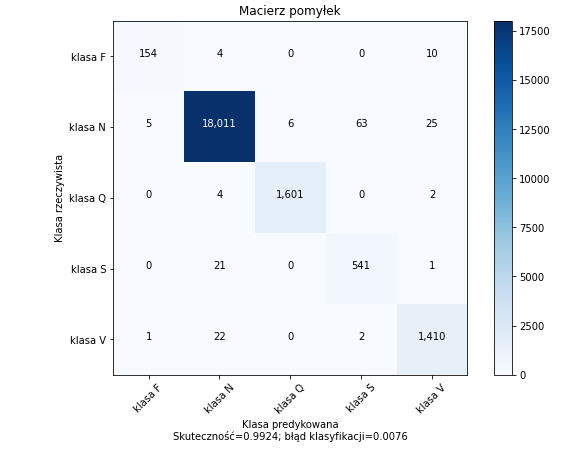 Macierz pomyłek
klasa F 154 4 0 0 10
klasa N 5 18,011 6 63 25
klasa Q 0 4 1,601 0 2
klasa S 0 21 0 541 1
klasa V 1 22 0 2 1,410
klasa F klasa N klasa Q klasa S klasa V
Klasa rzeczywista
Klasa predykowana
Skuteczność=0.9924; błąd klasyfikacji=0.0076
17500
15000
12500
10000
7500
5000
2500
0